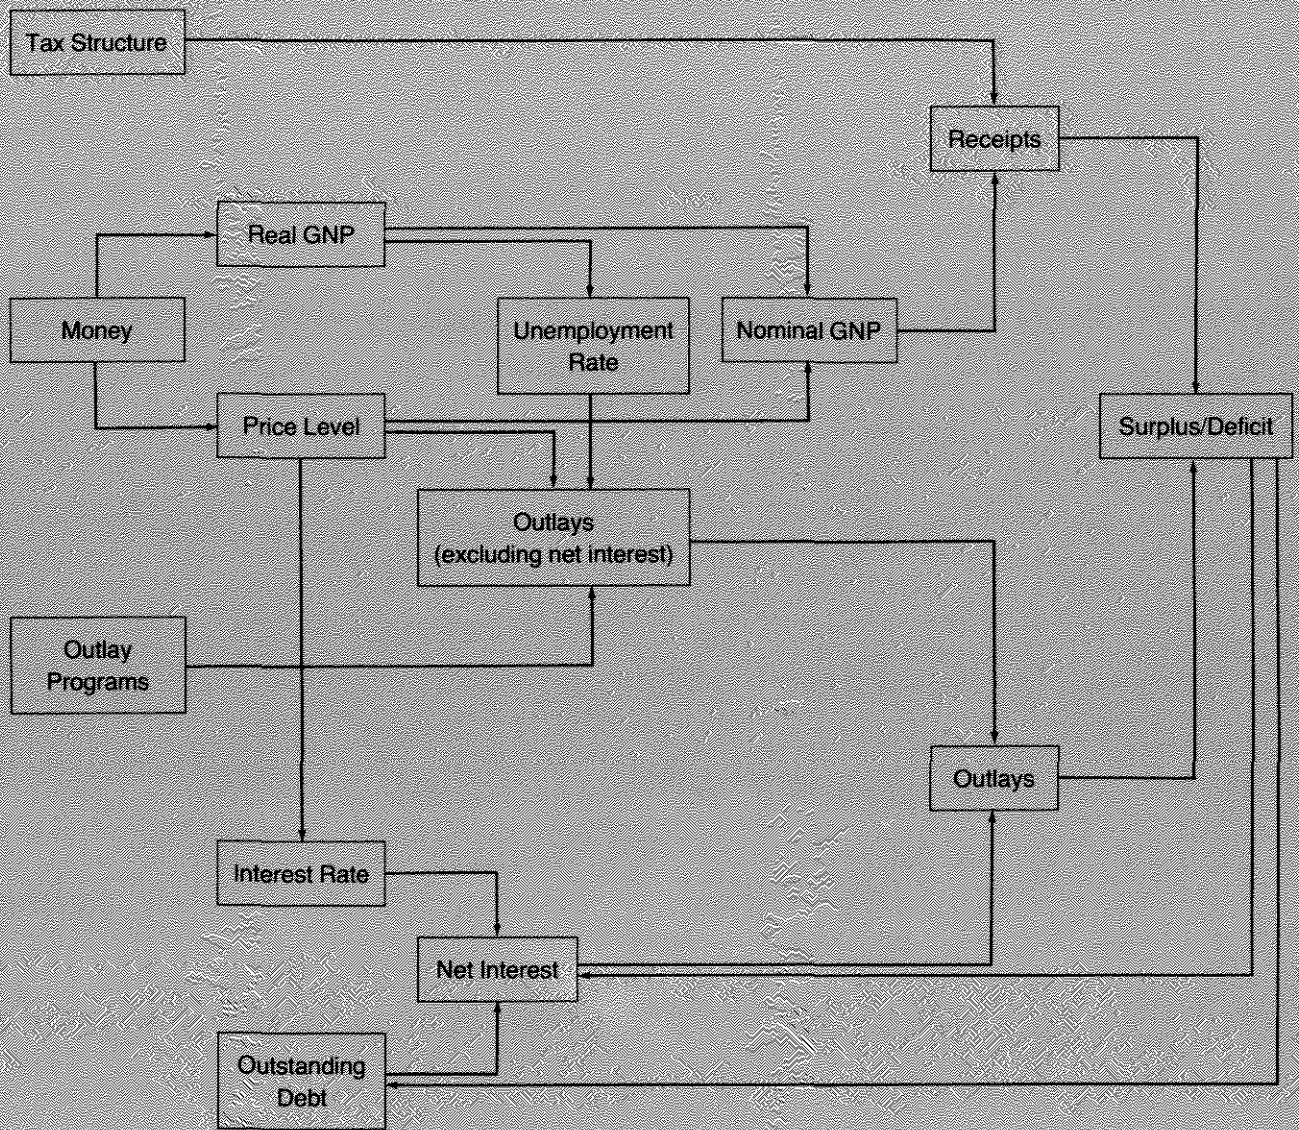 Tax Structure
Receipts
Real GNP
Money
Unemployment
Rate
Nominal GNP
Price Level
Surplus/Deficit
Outlays
(excluding net interest)
Outlay
Programs
Outlays
Interest Rate
Net Interest
Outstanding
Debt